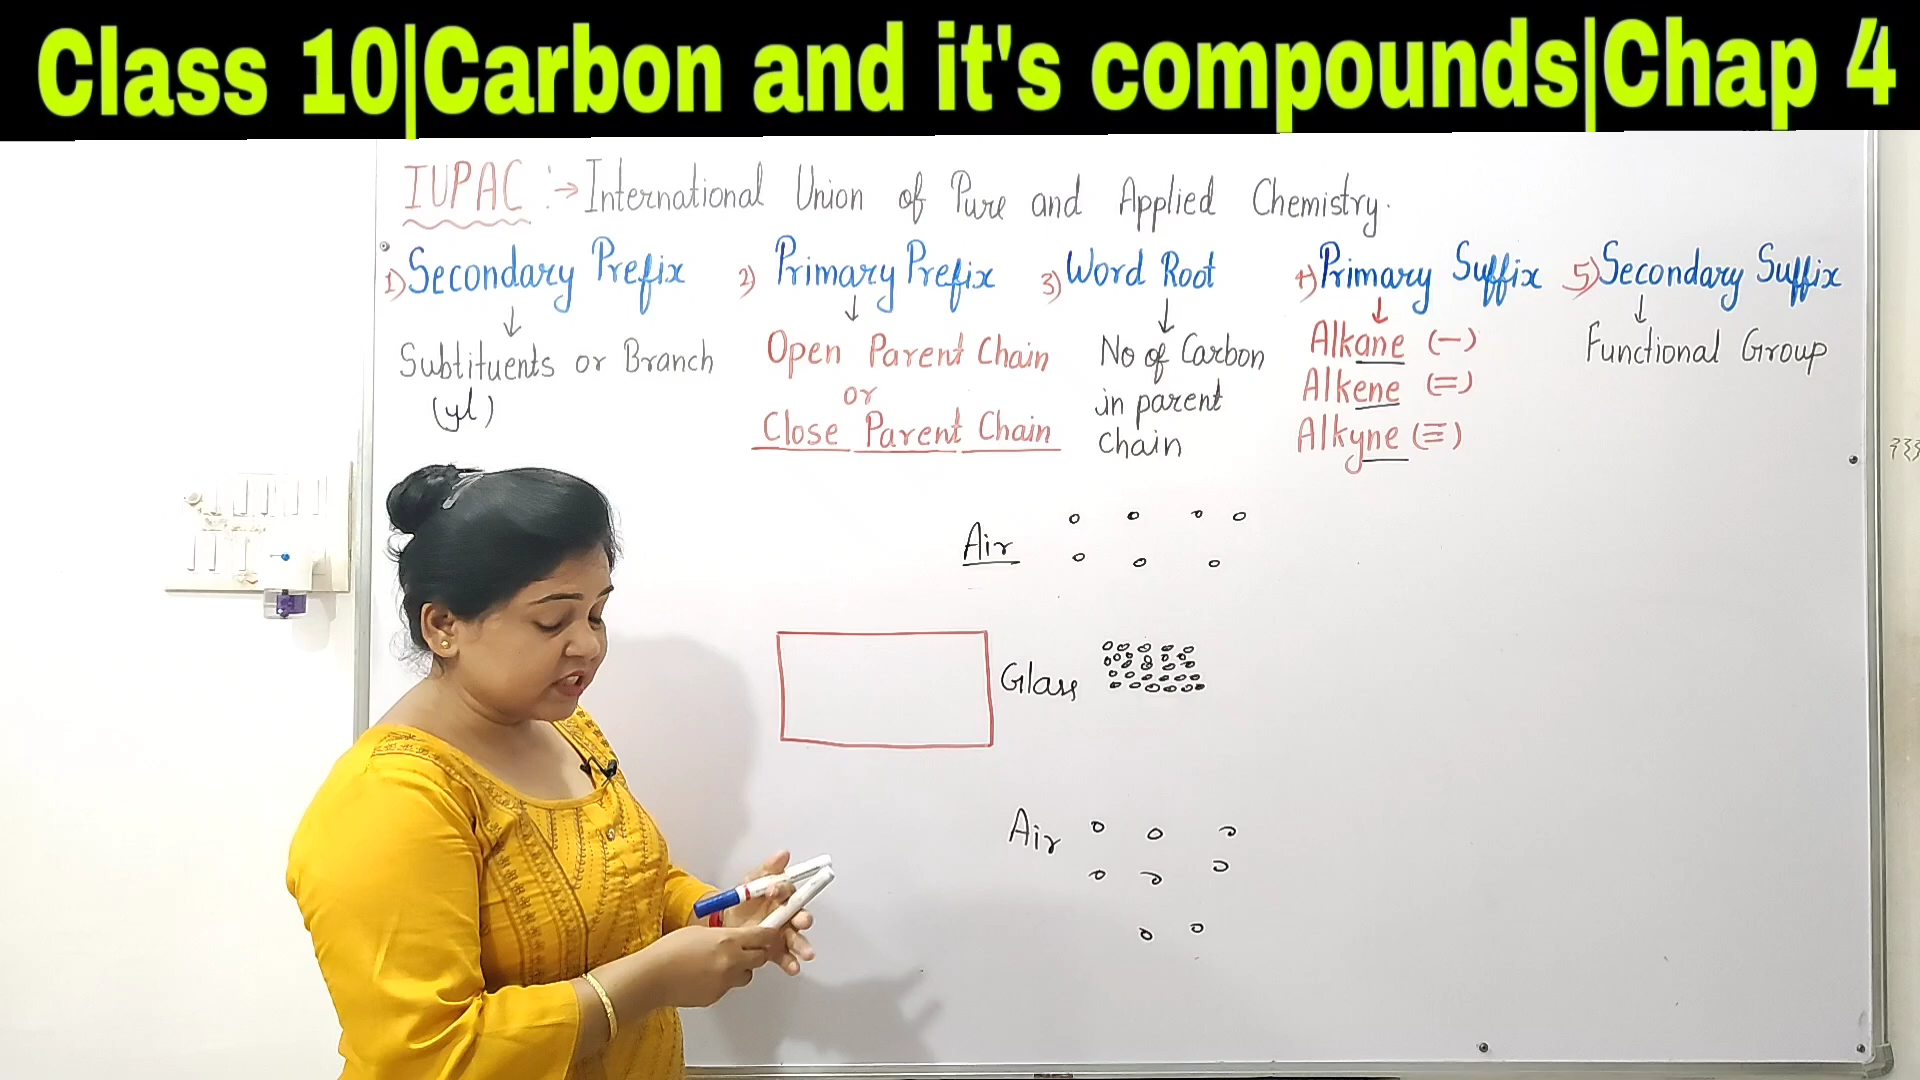 Class 10|Carbon and it's compounds|Chap 4
IUPAC :→ International Union of Pure and Applied Chemistry.
1) Secondary Prefix 2) Primary Prefix 3) Word Root 4) Primary Suffix 5) Secondary Suffix
↓ ↓ ↓ ↓ ↓
Subtituents or Branch
(yl)
Open Parent Chain
or
Close Parent Chain
No of Carbon
in parent
chain
Alkane (–)
Alkene (=)
Alkyne (≡)
Functional Group
Air
Glass
Air